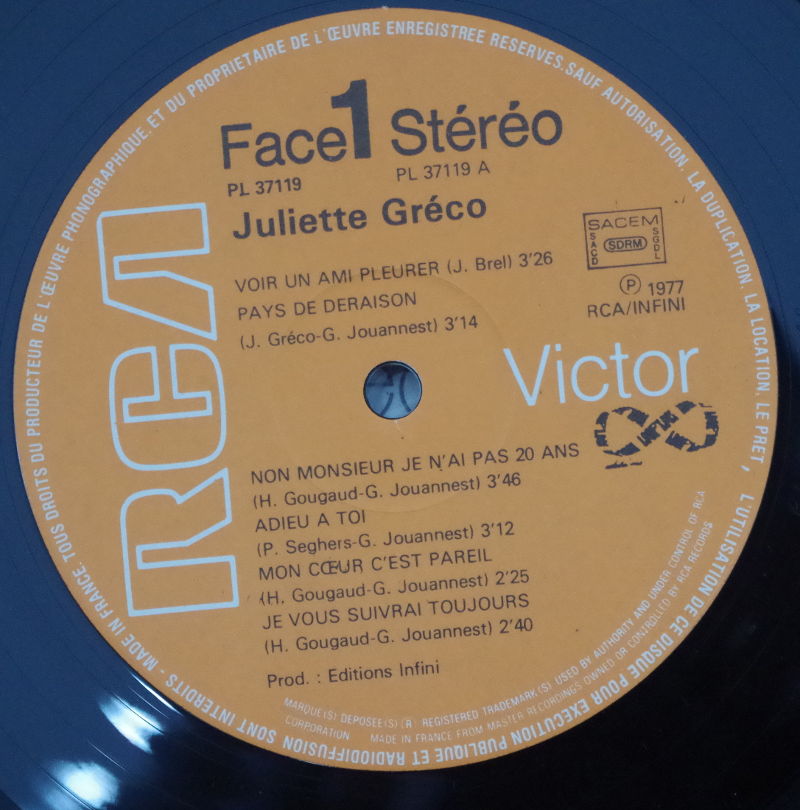 Face 1 Stéréo
PL 37119
PL 37119 A
Juliette Gréco
VOIR UN AMI PLEURER (J. Brel) 3'26
PAYS DE DERAISON
(J. Gréco-G. Jouannest) 3'14
SACEM
SACD
SDRM
SGDL
Ⓟ 1977
RCA/INFINI
RCA
Victor
NON MONSIEUR JE N'AI PAS 20 ANS
(H. Gougaud-G. Jouannest) 3'46
ADIEU A TOI
(P. Seghers-G. Jouannest) 3'12
MON CŒUR C'EST PAREIL
(H. Gougaud-G. Jouannest) 2'25
JE VOUS SUIVRAI TOUJOURS
(H. Gougaud-G. Jouannest) 2'40
Prod. : Editions Infini
MADE IN FRANCE. TOUS DROITS DU PRODUCTEUR DE L'ŒUVRE PHONOGRAPHIQUE. ET DU PROPRIETAIRE DE L'ŒUVRE ENREGISTREE RESERVES. SAUF AUTORISATION. LA DUPLICATION. LA LOCATION. LE PRET, L'UTILISATION DE CE DISQUE POUR EXECUTION PUBLIQUE ET RADIODIFFUSION SONT INTERDITS -
MARQUE(S) DEPOSEE(S) (R) REGISTERED TRADEMARK(S) USED BY AUTHORITY AND UNDER CONTROL OF RCA
CORPORATION MADE IN FRANCE FROM MASTER RECORDINGS OWNED OR CONTROLLED BY RCA RECORDS